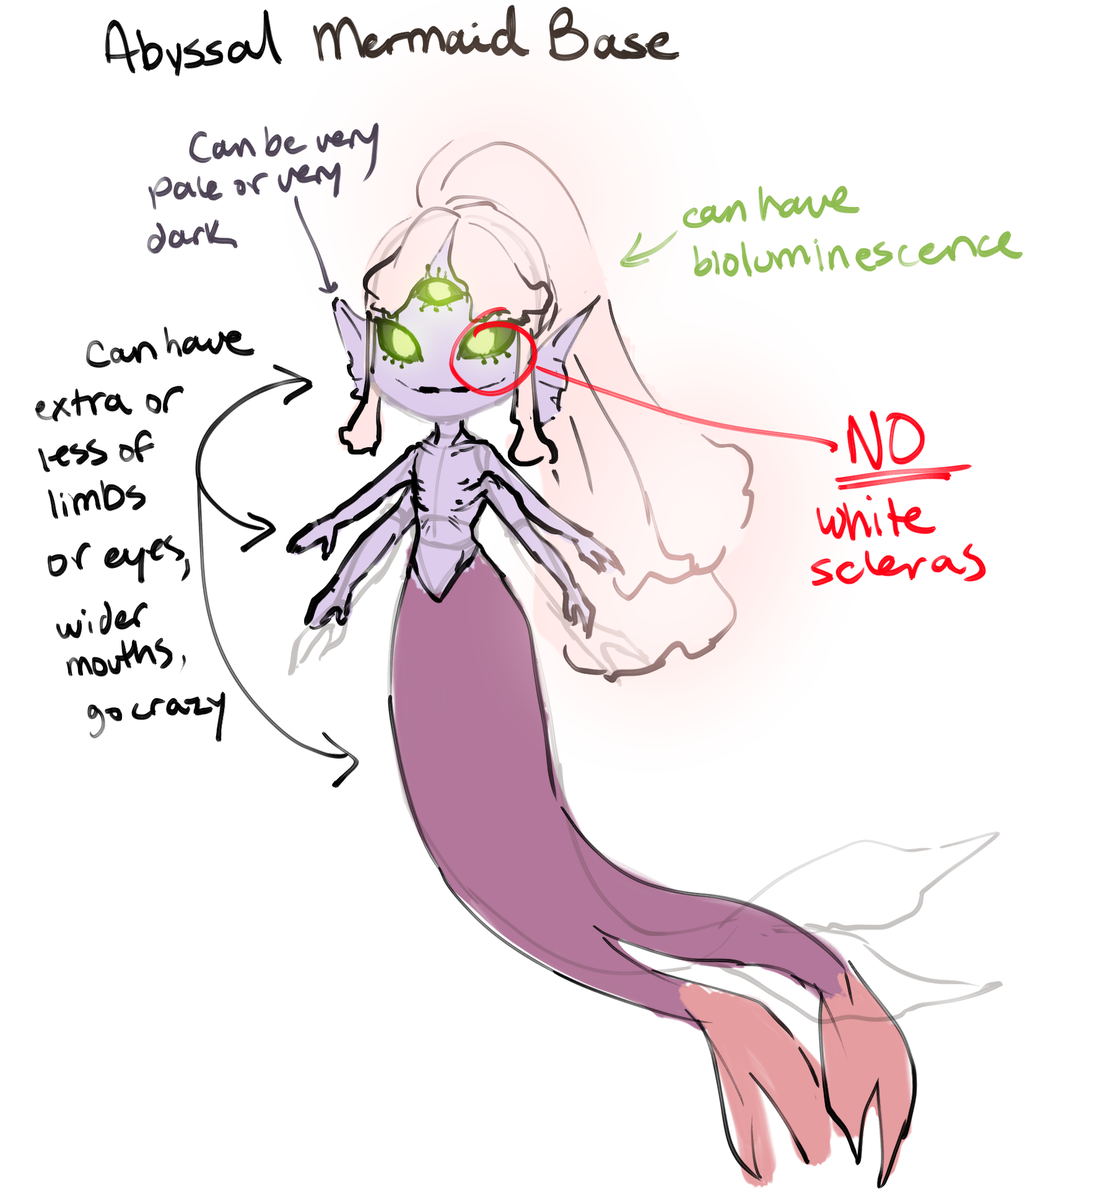 Abyssal Mermaid Base
Can be very
pale or very
dark
can have
bioluminescence
Can have
extra or
less of
limbs
or eyes,
wider
mouths,
go crazy
NO
white
scleras